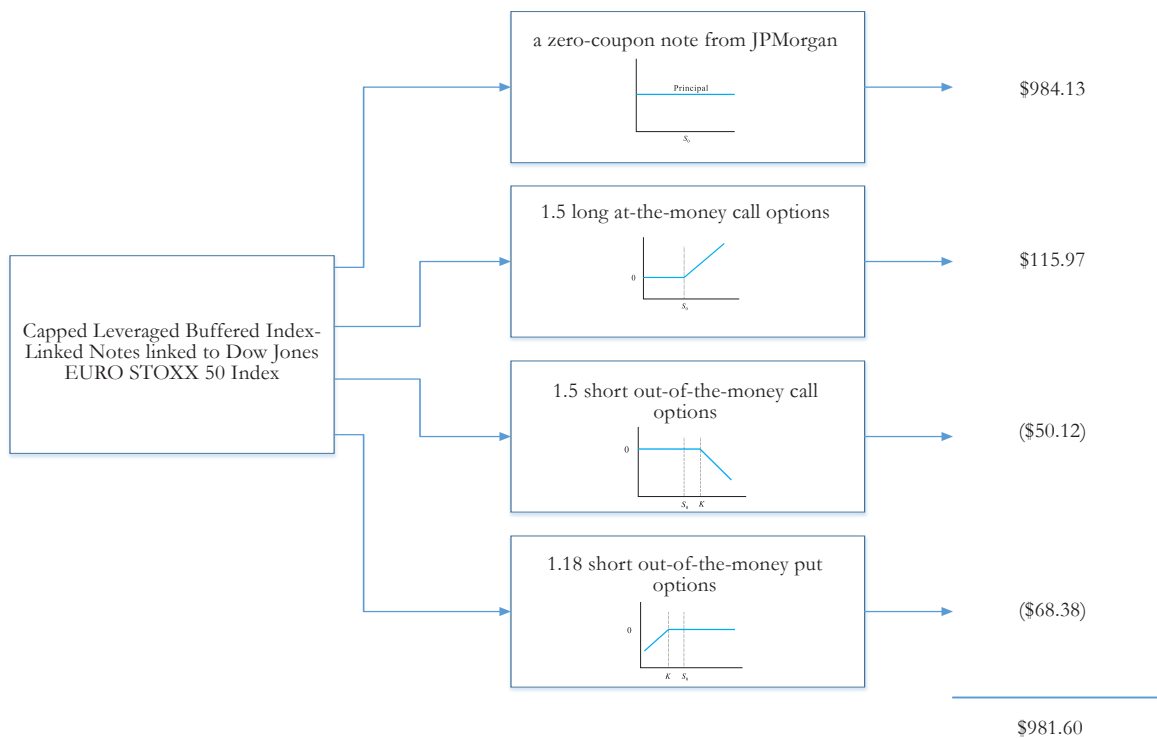 a zero-coupon note from JPMorgan
Principal
S₀
$984.13
1.5 long at-the-money call options
0
S₀
$115.97
Capped Leveraged Buffered Index-
Linked Notes linked to Dow Jones
EURO STOXX 50 Index
1.5 short out-of-the-money call
options
0
S₀ K
($50.12)
1.18 short out-of-the-money put
options
0
K S₀
($68.38)
$981.60